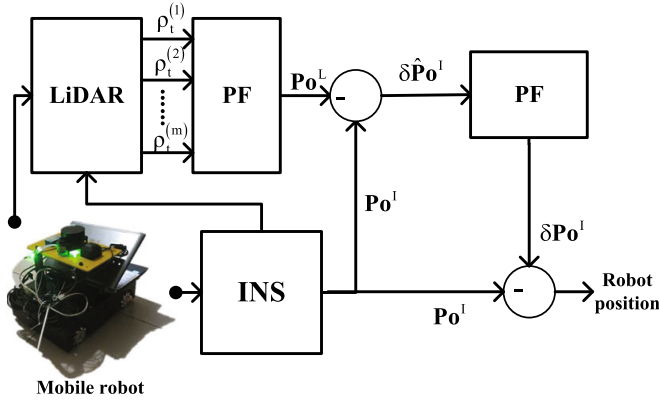 ρt(1)
ρt(2)
ρt(m)
LiDAR
PF
PoL
-
δP̂oI
PF
PoI
δPoI
INS
-
PoI
Robot
position
Mobile robot